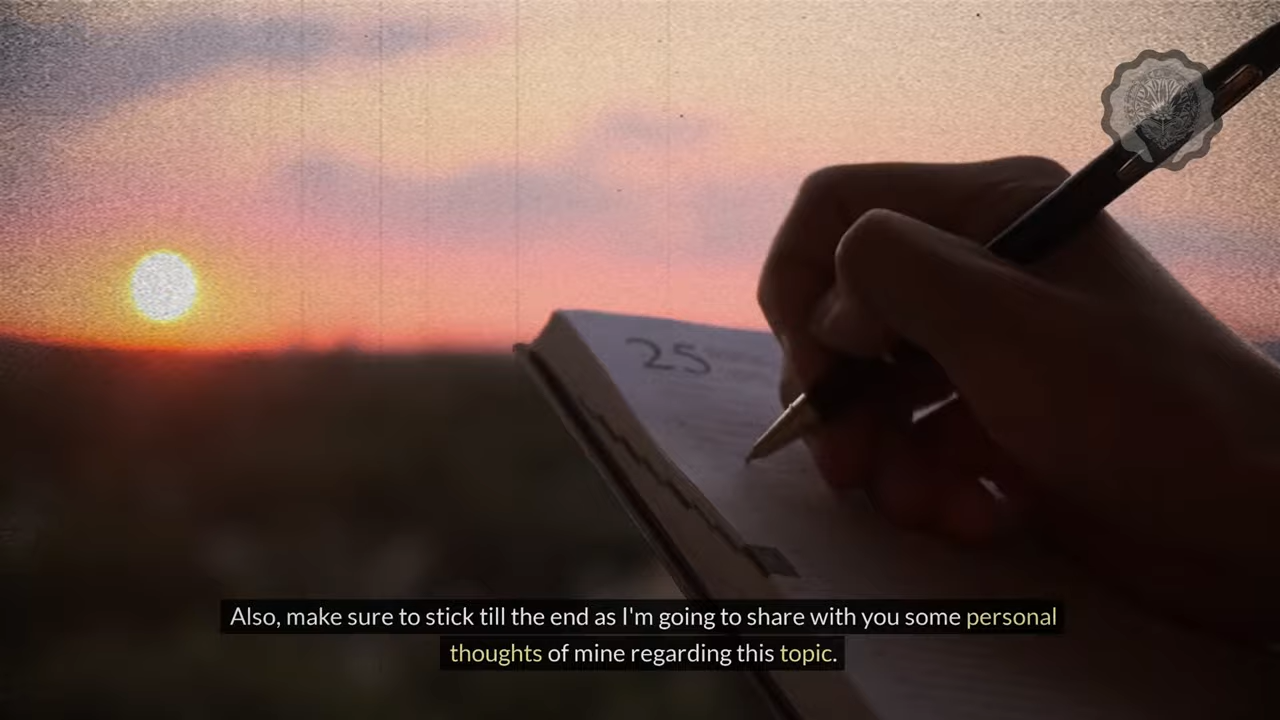 25
Also, make sure to stick till the end as I'm going to share with you some personal
thoughts of mine regarding this topic.